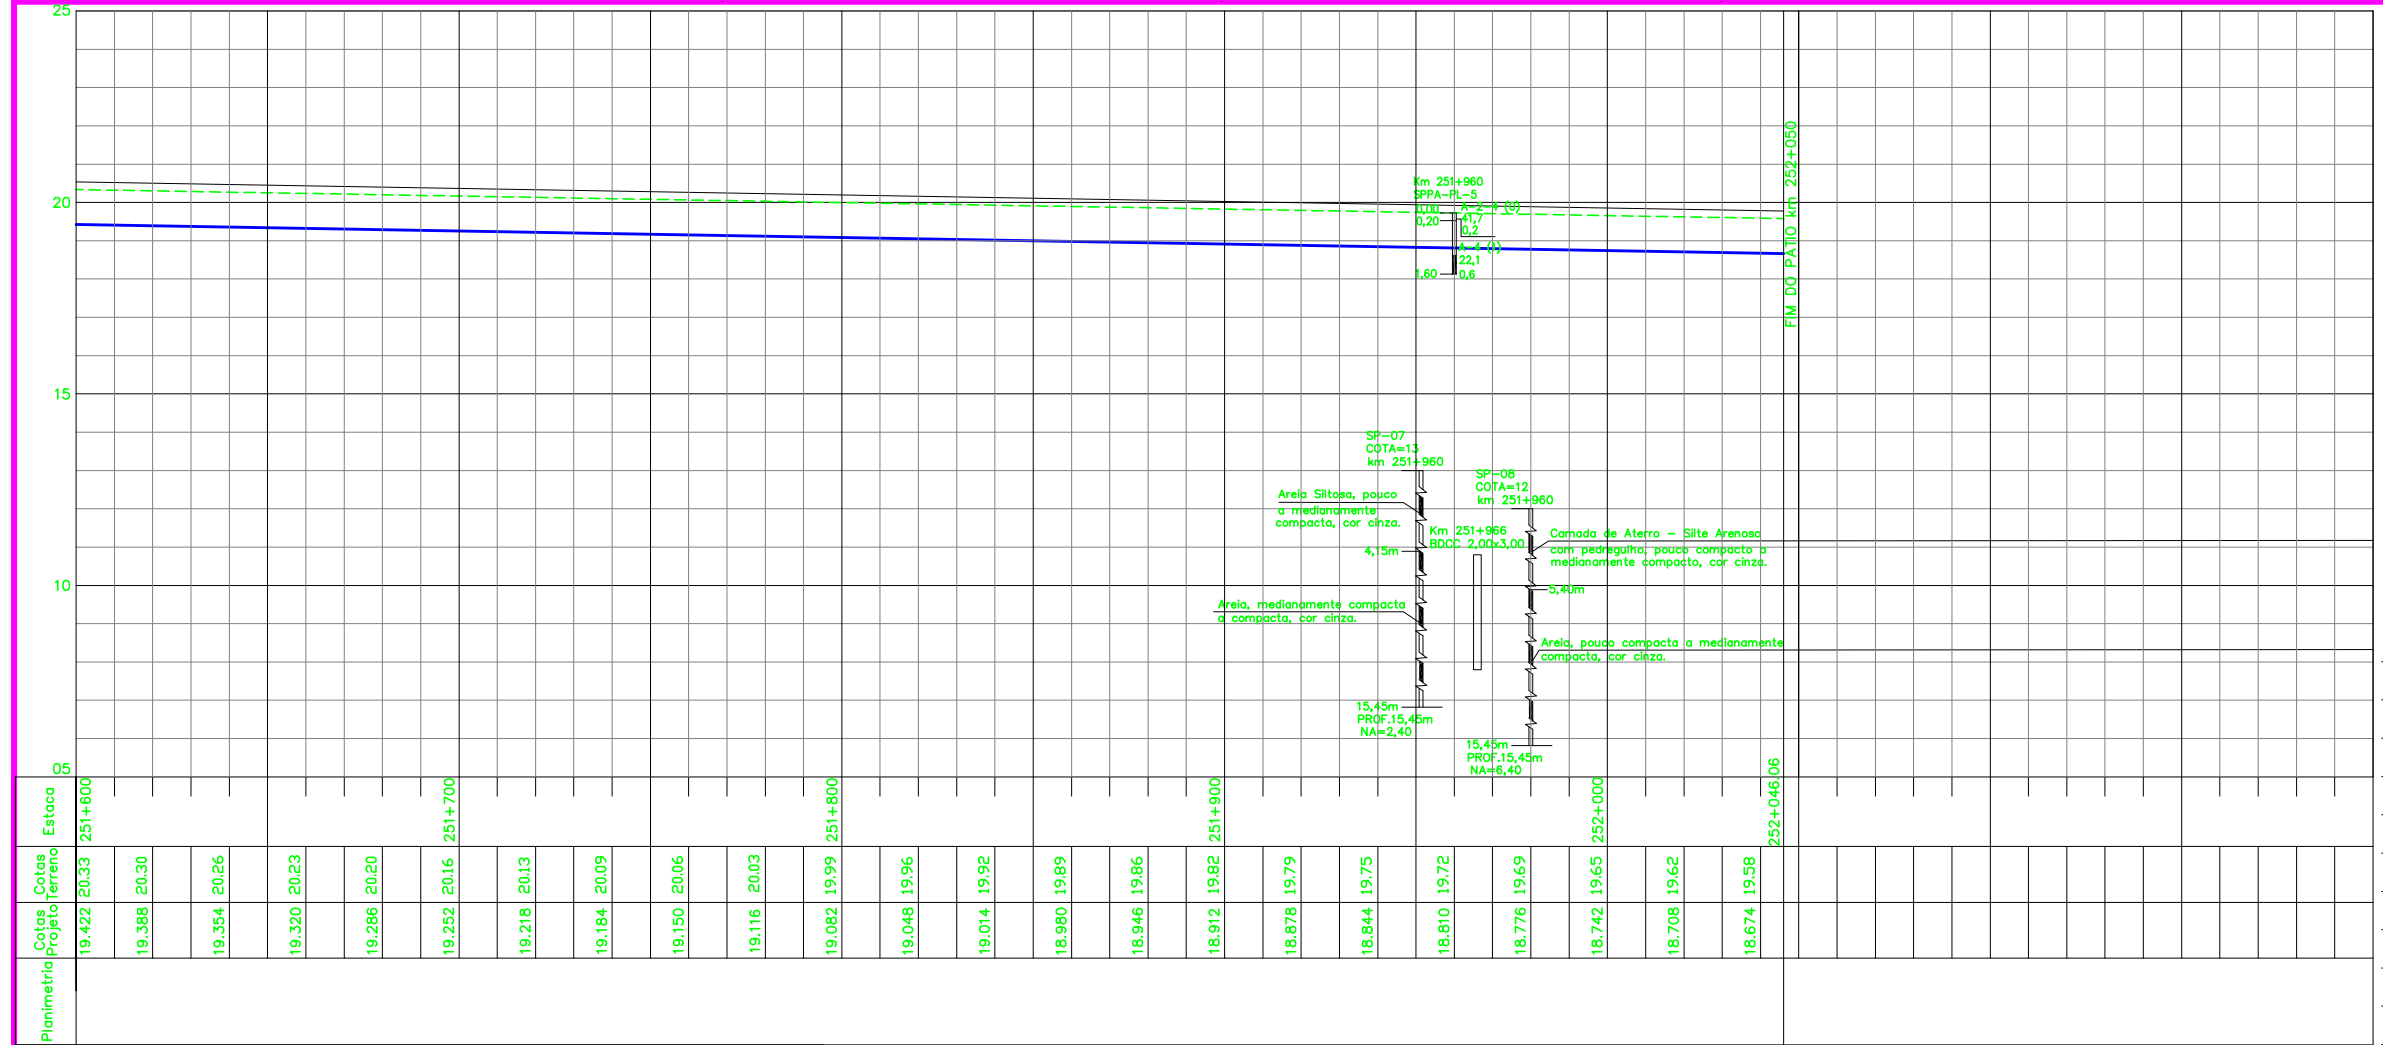 25
20
15
10
05
Km 251+960
SPPA-PL-5
0,00
0,20
A-2-4 (0)
41,7
0,2
A-4 (1)
22,1
1,60
0,6
FIM DO PATIO km 252+050
SP-07
COTA=13
km 251+960
Areia Siltosa, pouco
a medianamente
compacta, cor cinza.
4,15m
Areia, medianamente compacta
a compacta, cor cinza.
15,45m
PROF.15,45m
NA=2,40
Km 251+966
BDCC 2,00x3,00
SP-08
COTA=12
km 251+960
Camada de Aterro – Silte Arenoso
com pedregulho, pouco compacto a
medianamente compacto, cor cinza.
5,40m
Areia, pouco compacta a medianamente
compacta, cor cinza.
15,45m
PROF.15,45m
NA=6,40
Estaca
251+600
251+700
251+800
251+900
252+000
252+046.06
Cotas Terreno
20.33 20.30 20.26 20.23 20.20 20.16 20.13 20.09 20.06 20.03 19.99 19.96 19.92 19.89 19.86 19.82 19.79 19.75 19.72 19.69 19.65 19.62 19.58
Cotas Projeto
19.422 19.388 19.354 19.320 19.286 19.252 19.218 19.184 19.150 19.116 19.082 19.048 19.014 18.980 18.946 18.912 18.878 18.844 18.810 18.776 18.742 18.708 18.674
Planimetria